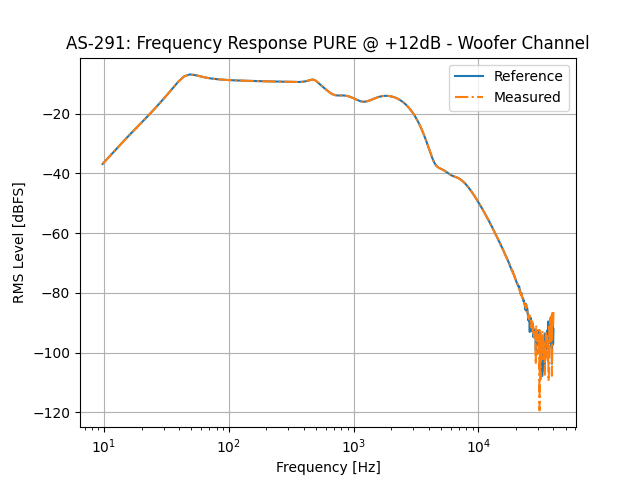 AS-291: Frequency Response PURE @ +12dB - Woofer Channel
Reference
Measured
RMS Level [dBFS]
−20
−40
−60
−80
−100
−120
10¹
10²
10³
10⁴
Frequency [Hz]